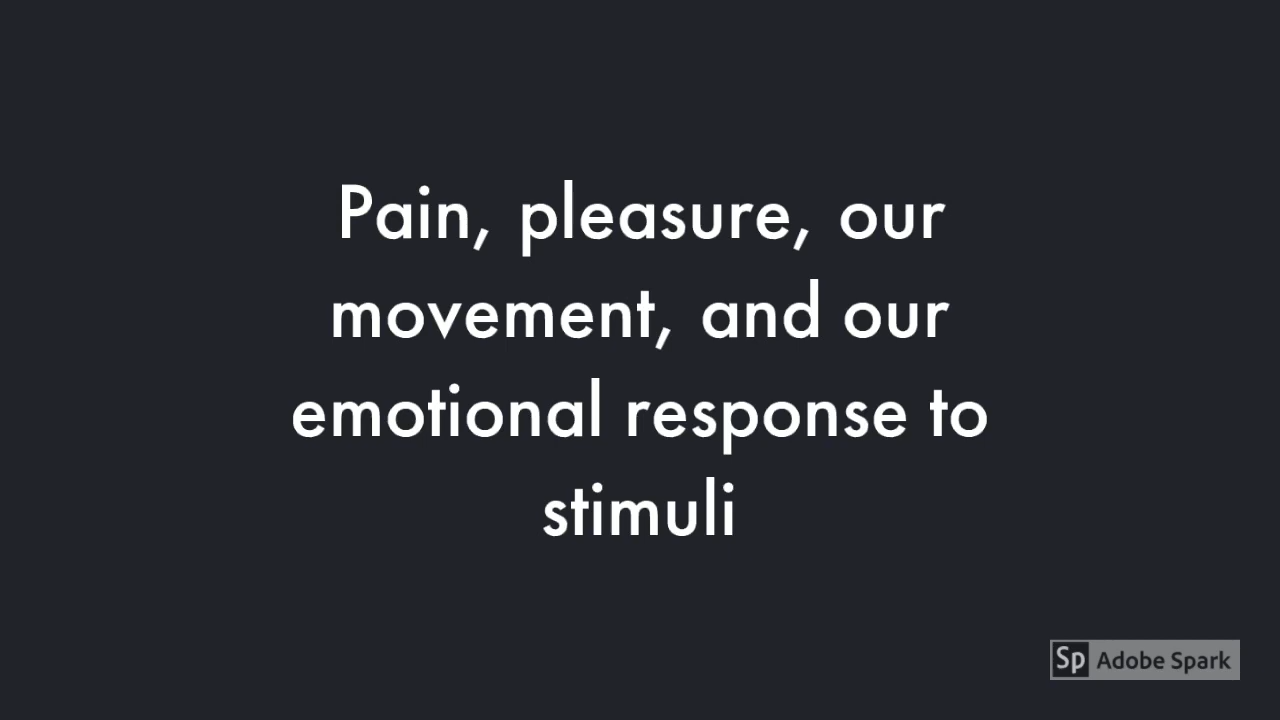 Pain, pleasure, our
movement, and our
emotional response to
stimuli
Sp Adobe Spark